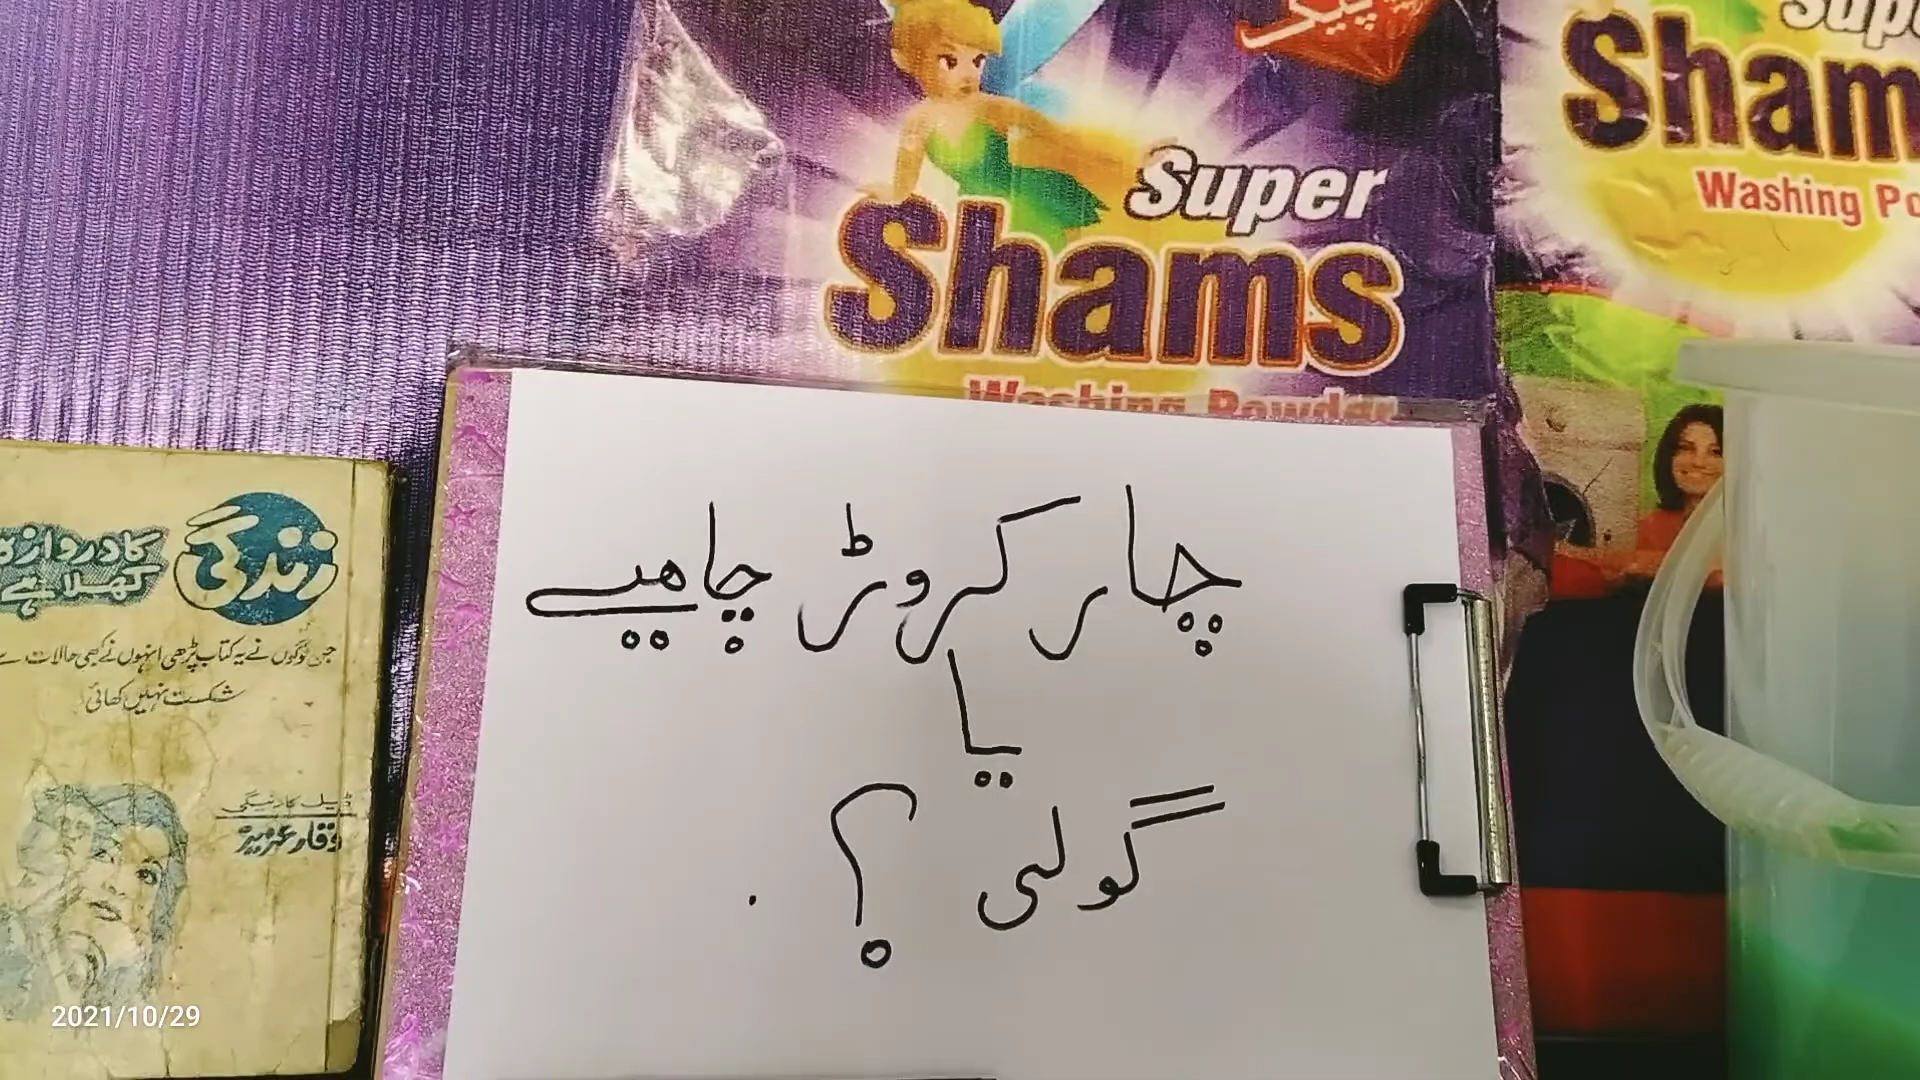 پیک
Super
Shams
Washing Powder
Supe
Sham
Washing Po
چار کروڑ چاہیے
یا
گولی ؟
زندگی
کا دروازہ
کھلا ہے
جن لوگوں نے یہ کتاب پڑھی انہوں نے کبھی حالات سے
شکست نہیں کھائی
ڈیل کارنیگی
وقار عزیز
2021/10/29